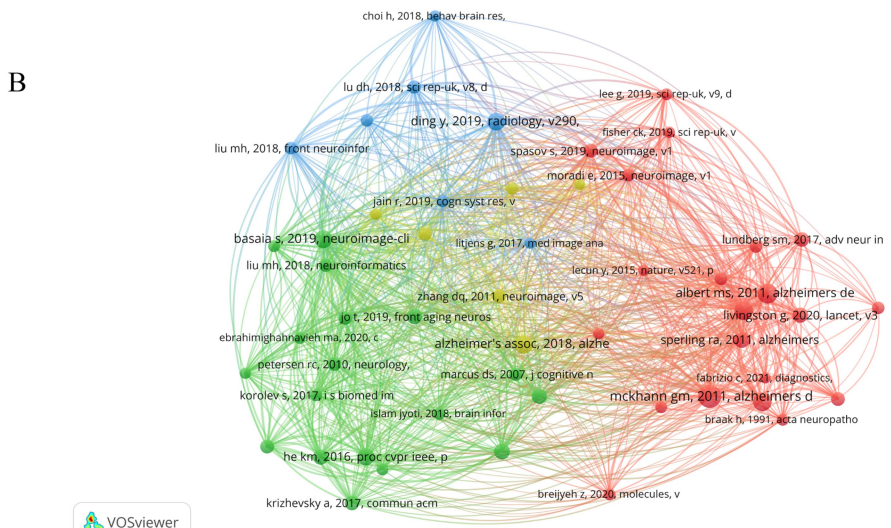 choi h, 2018, behav brain res,
B
lu dh, 2018, sci rep-uk, v8, d
lee g, 2019, sci rep-uk, v9, d
ding y, 2019, radiology, v290,
fisher ck, 2019, sci rep-uk, v
liu mh, 2018, front neuroinfor
spasov s, 2019, neuroimage, v1
moradi e, 2015, neuroimage, v1
jain r, 2019, cogn syst res, v
basaia s, 2019, neuroimage-cli
litjens g, 2017, med image ana
lundberg sm, 2017, adv neur in
liu mh, 2018, neuroinformatics
lecun y, 2015, nature, v521, p
zhang dq, 2011, neuroimage, v5
albert ms, 2011, alzheimers de
jo t, 2019, front aging neuros
livingston g, 2020, lancet, v3
ebrahimighahnavieh ma, 2020, c
alzheimer's assoc, 2018, alzhe
sperling ra, 2011, alzheimers
petersen rc, 2010, neurology,
marcus ds, 2007, j cognitive n
fabrizio c, 2021, diagnostics,
korolev s, 2017, i s biomed im
mckhann gm, 2011, alzheimers d
islam jyoti, 2018, brain infor
braak h, 1991, acta neuropatho
he km, 2016, proc cvpr ieee, p
breijyeh z, 2020, molecules, v
krizhevsky a, 2017, commun acm
VOSviewer